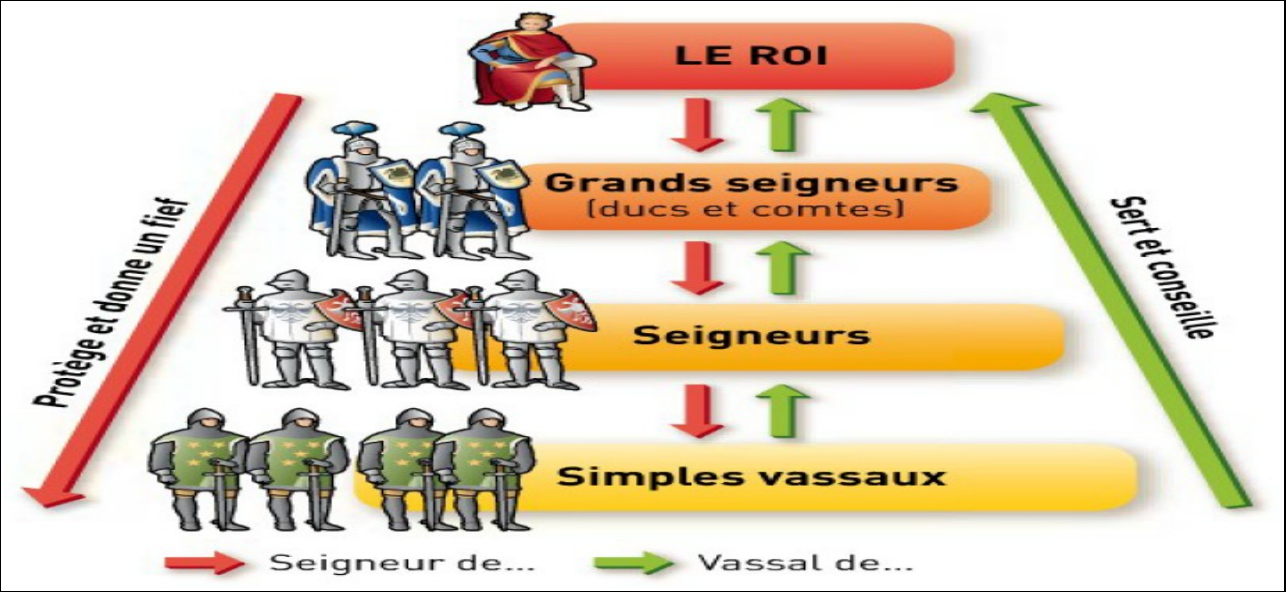 LE ROI
Grands seigneurs
(ducs et comtes)
Protège et donne un fief
Sert et conseille
Seigneurs
Simples vassaux
Seigneur de...
Vassal de...